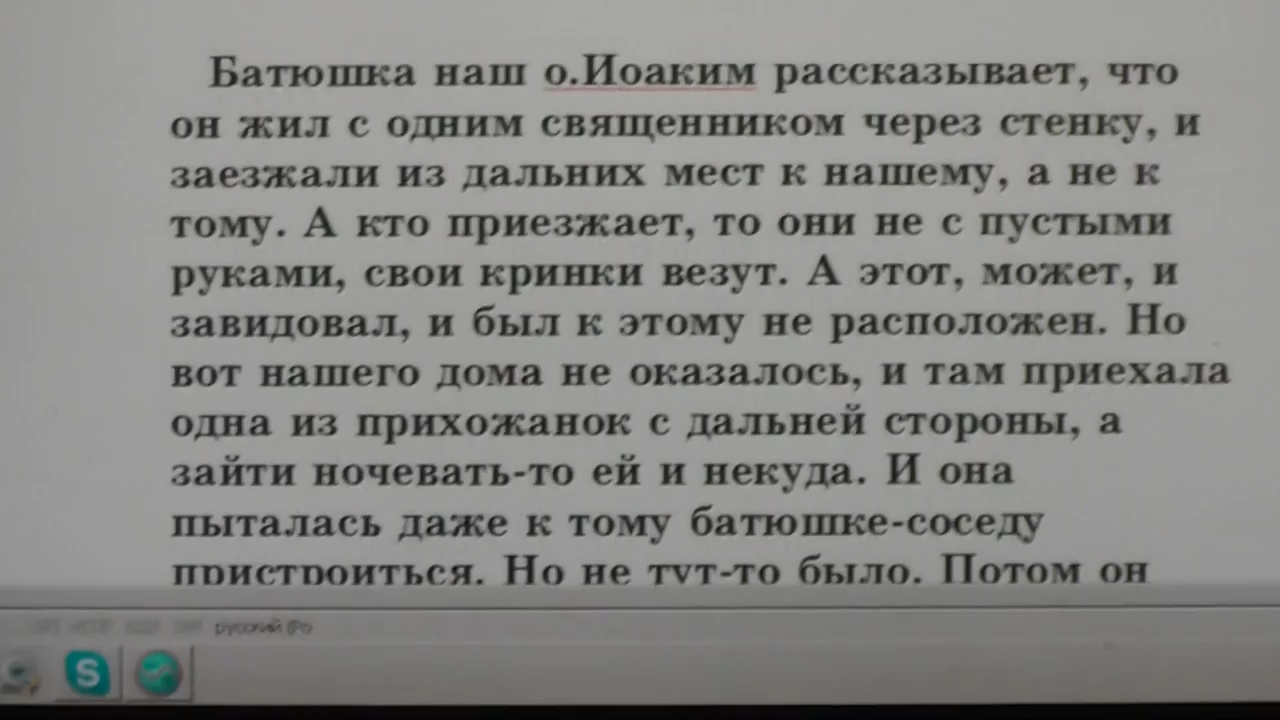 Батюшка наш о.Иоаким рассказывает, что
он жил с одним священником через стенку, и
заезжали из дальних мест к нашему, а не к
тому. А кто приезжает, то они не с пустыми
руками, свои кринки везут. А этот, может, и
завидовал, и был к этому не расположен. Но
вот нашего дома не оказалось, и там приехала
одна из прихожанок с дальней стороны, а
зайти ночевать-то ей и некуда. И она
пыталась даже к тому батюшке-соседу
пристроиться. Но не тут-то было. Потом он
русский (Ро
S